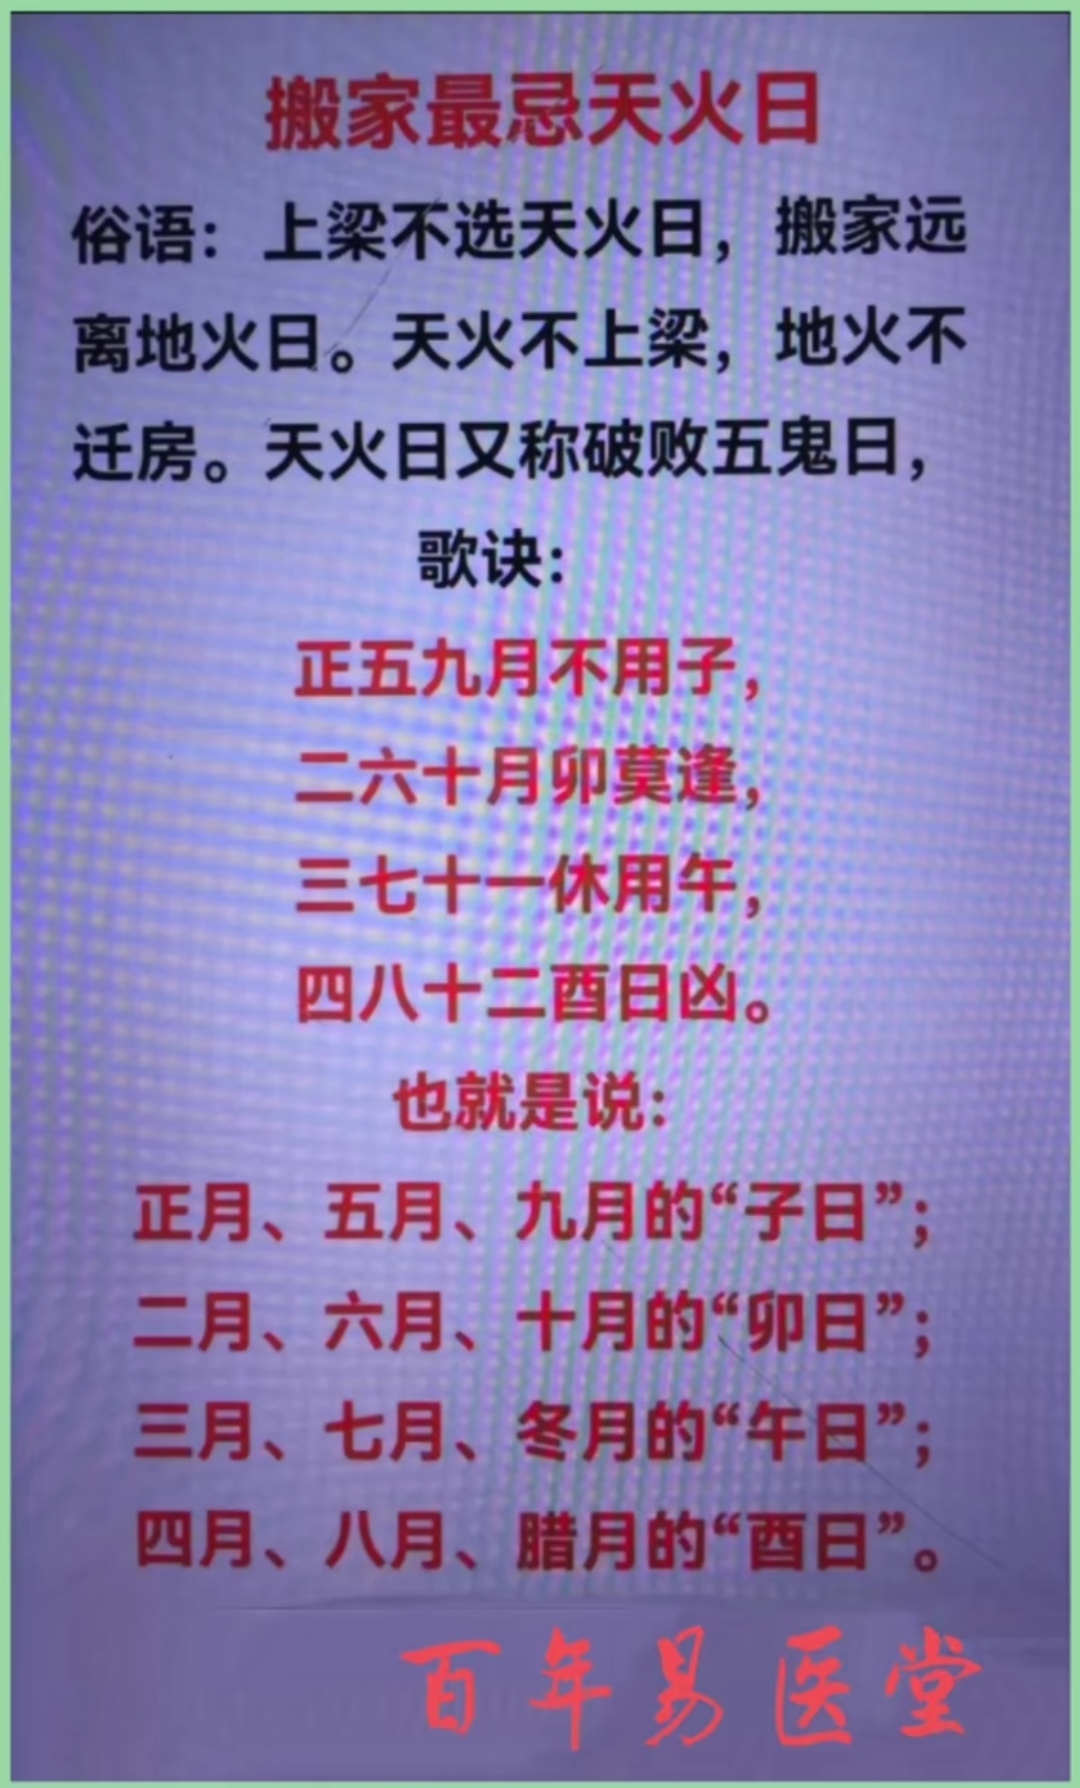 搬家最忌天火日
俗语：上梁不选天火日，搬家远
离地火日。天火不上梁，地火不
迁房。天火日又称破败五鬼日，
歌诀：
正五九月不用子，
二六十月卯莫逢，
三七十一休用午，
四八十二酉日凶。
也就是说：
正月、五月、九月的“子日”；
二月、六月、十月的“卯日”；
三月、七月、冬月的“午日”；
四月、八月、腊月的“酉日”。
百年易医堂